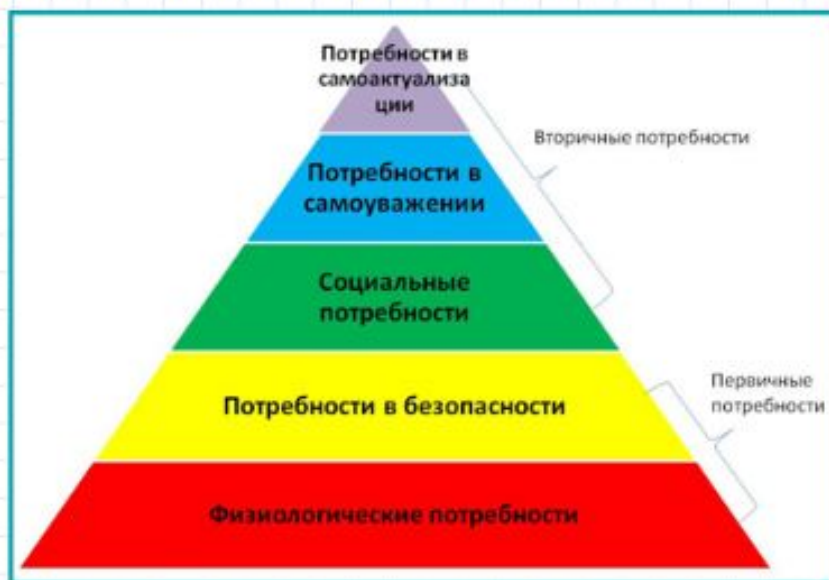 Потребности в
самоактуализа
ции
Вторичные потребности
Потребности в
самоуважении
Социальные
потребности
Первичные
потребности
Потребности в безопасности
Физиологические потребности